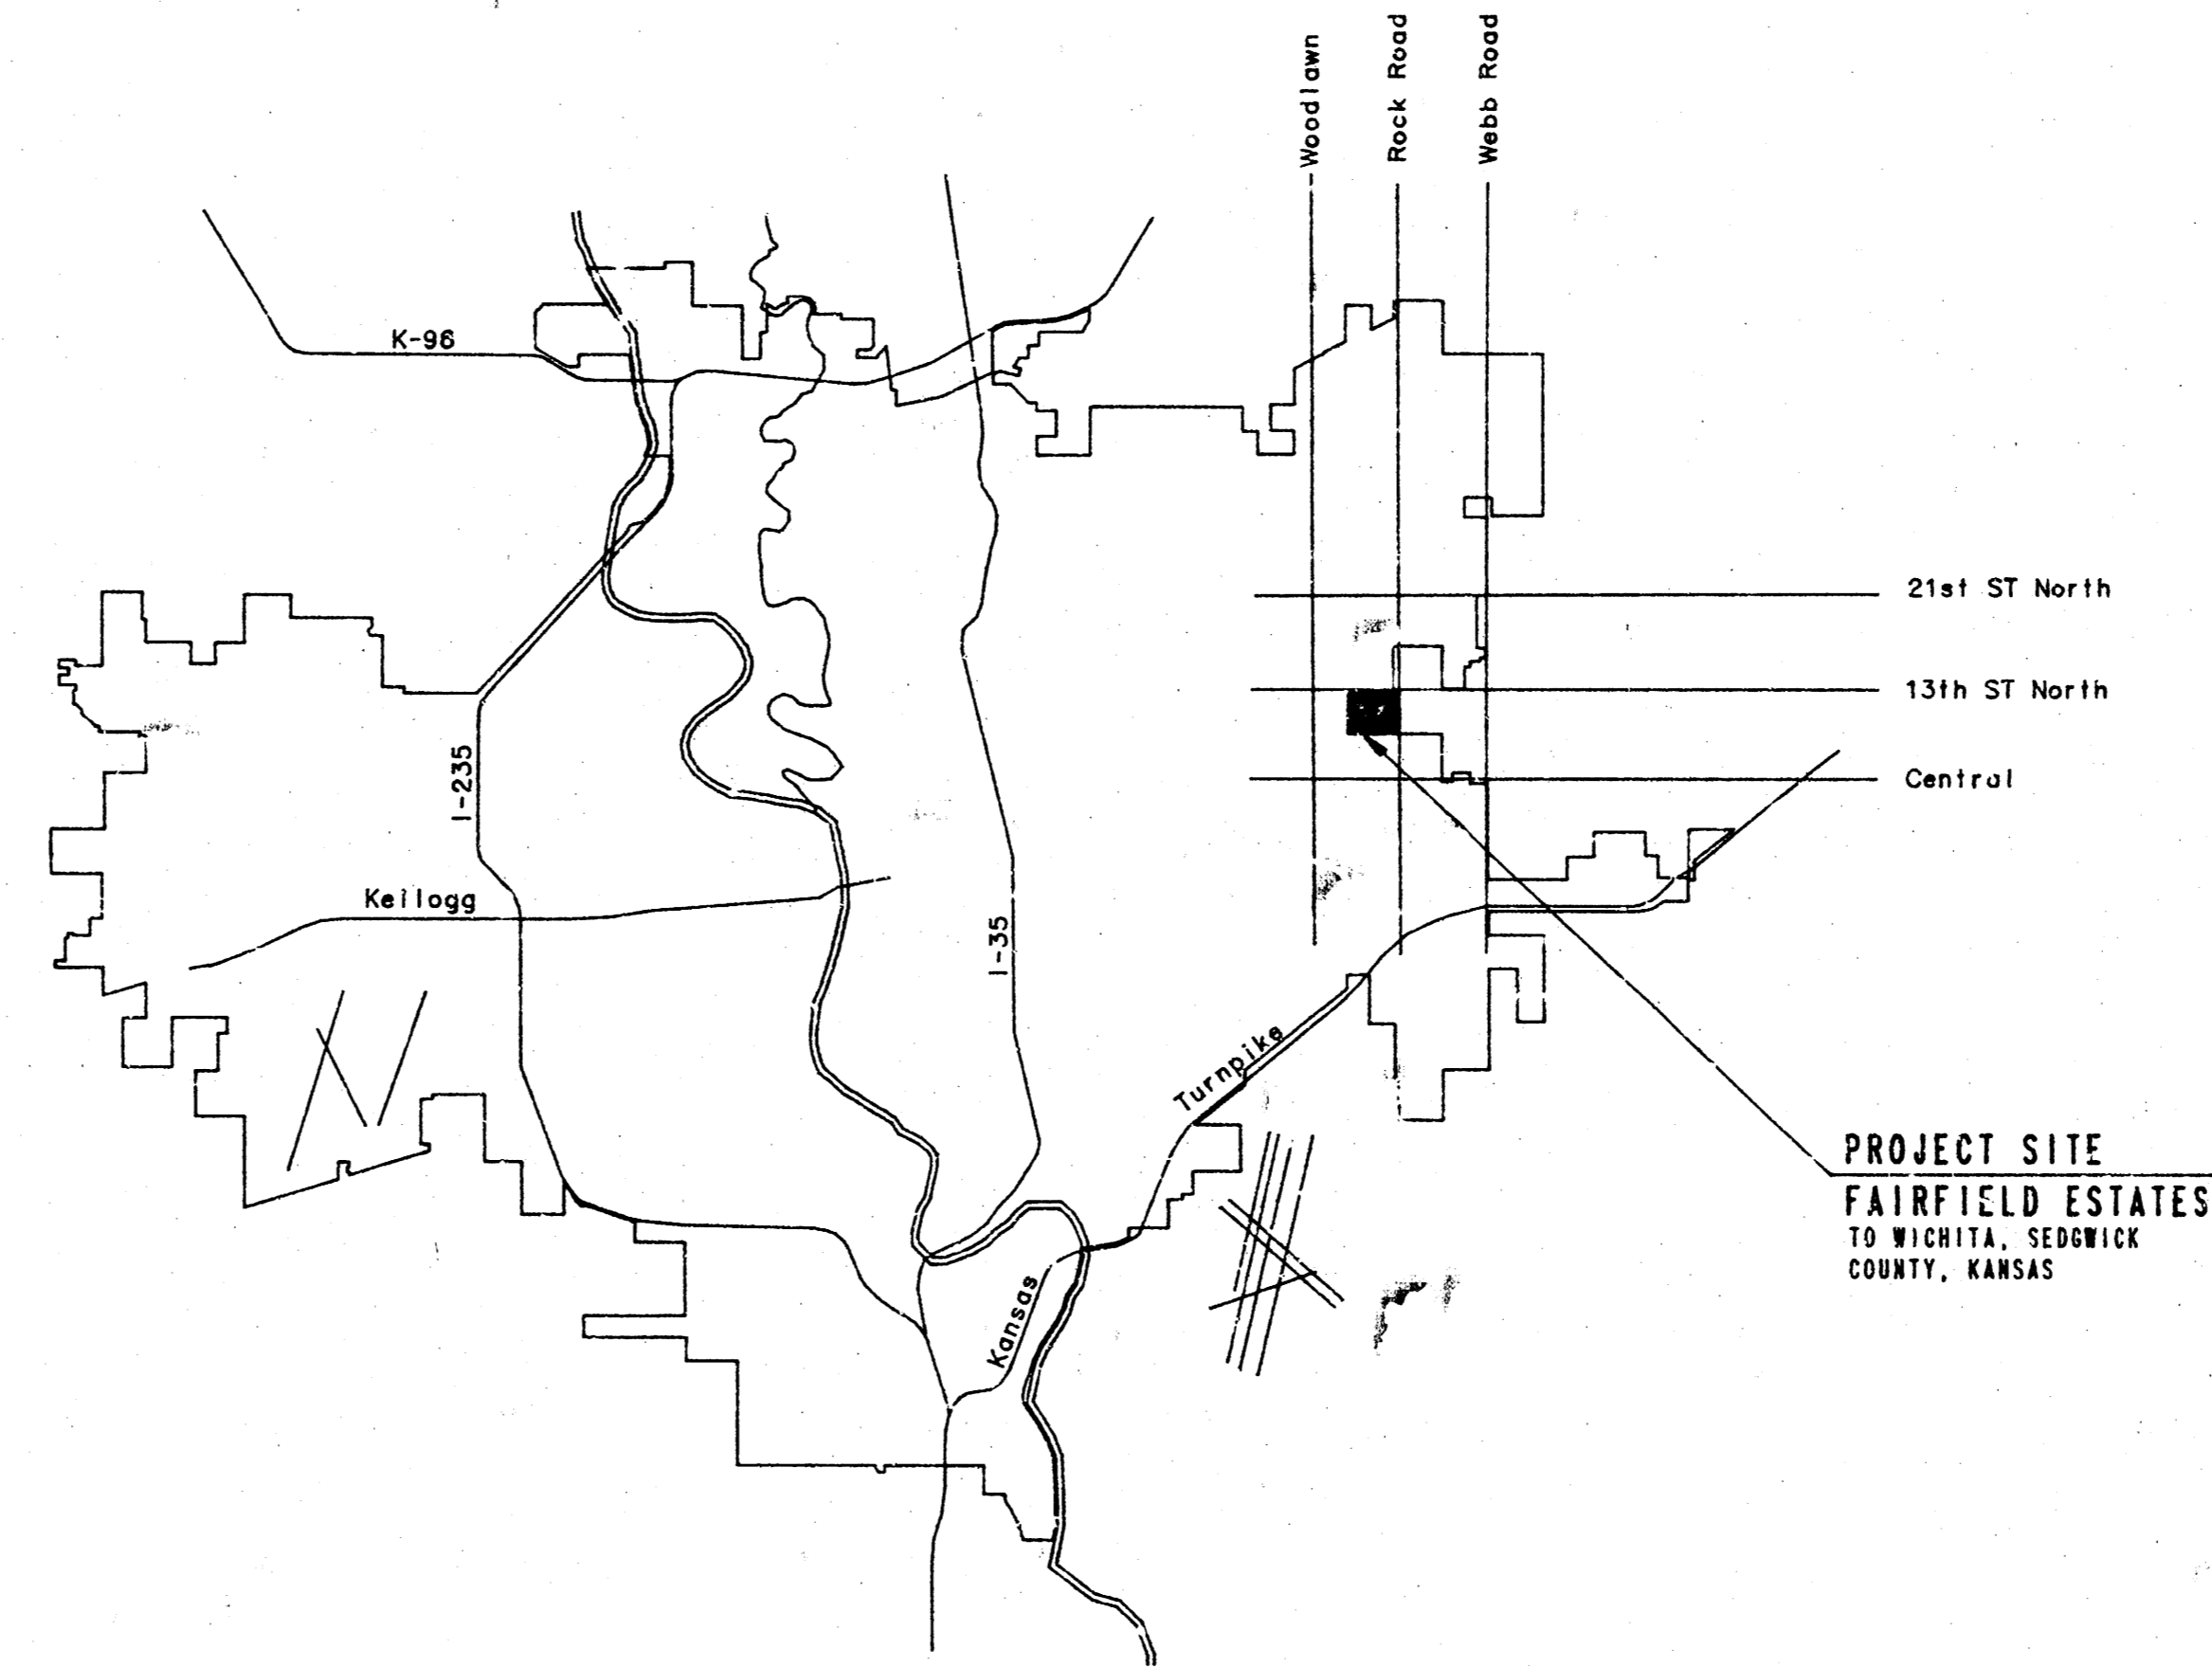 Woodlawn
Rock Road
Webb Road
K-96
21st ST North
13th ST North
I-235
Central
Kellogg
I-35
Turnpike
PROJECT SITE
FAIRFIELD ESTATES
TO WICHITA, SEDGWICK
COUNTY, KANSAS
Kansas